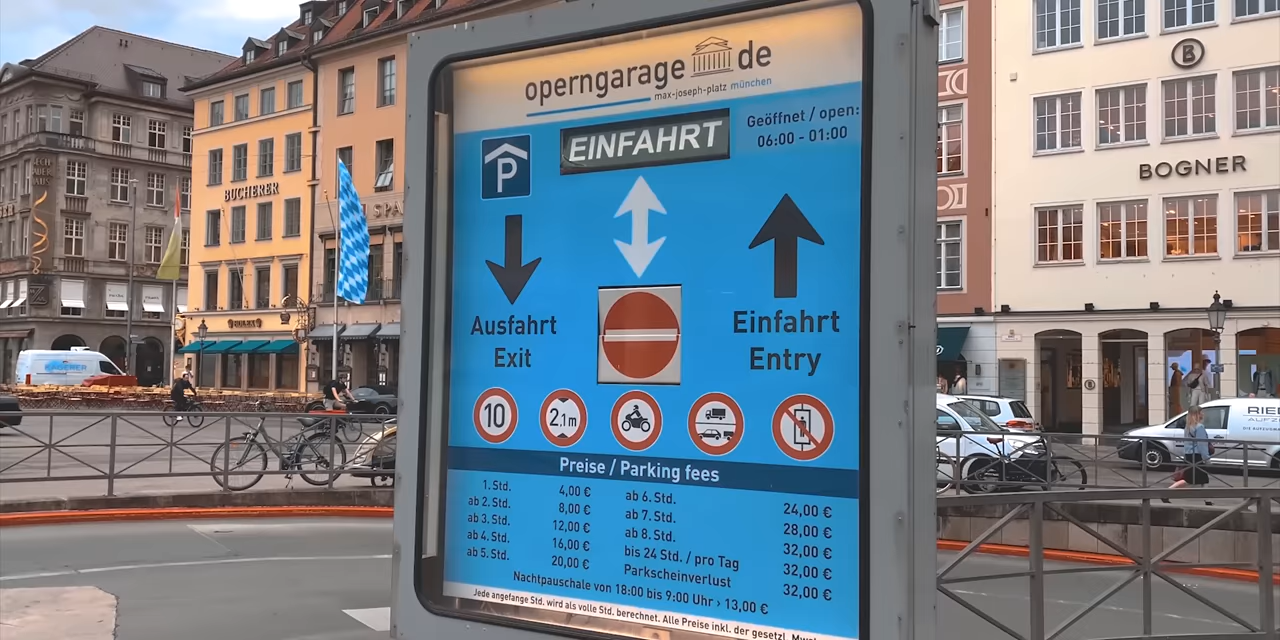 operngarage de
max-joseph-platz münchen
EINFAHRT
Geöffnet / open:
06:00 - 01:00
P
Ausfahrt
Exit
Einfahrt
Entry
10
2,1m
Preise / Parking fees
1. Std. 4,00 €
ab 2. Std. 8,00 €
ab 3. Std. 12,00 €
ab 4. Std. 16,00 €
ab 5. Std. 20,00 €
ab 6. Std. 24,00 €
ab 7. Std. 28,00 €
ab 8. Std. 32,00 €
bis 24 Std. / pro Tag 32,00 €
Parkscheinverlust 32,00 €
Nachtpauschale von 18:00 bis 9:00 Uhr > 13,00 €
Jede angefange Std. wird als volle Std. berechnet. Alle Preise inkl. der gesetzl.
BUCHERER
ROLEX
SPA
B
BOGNER